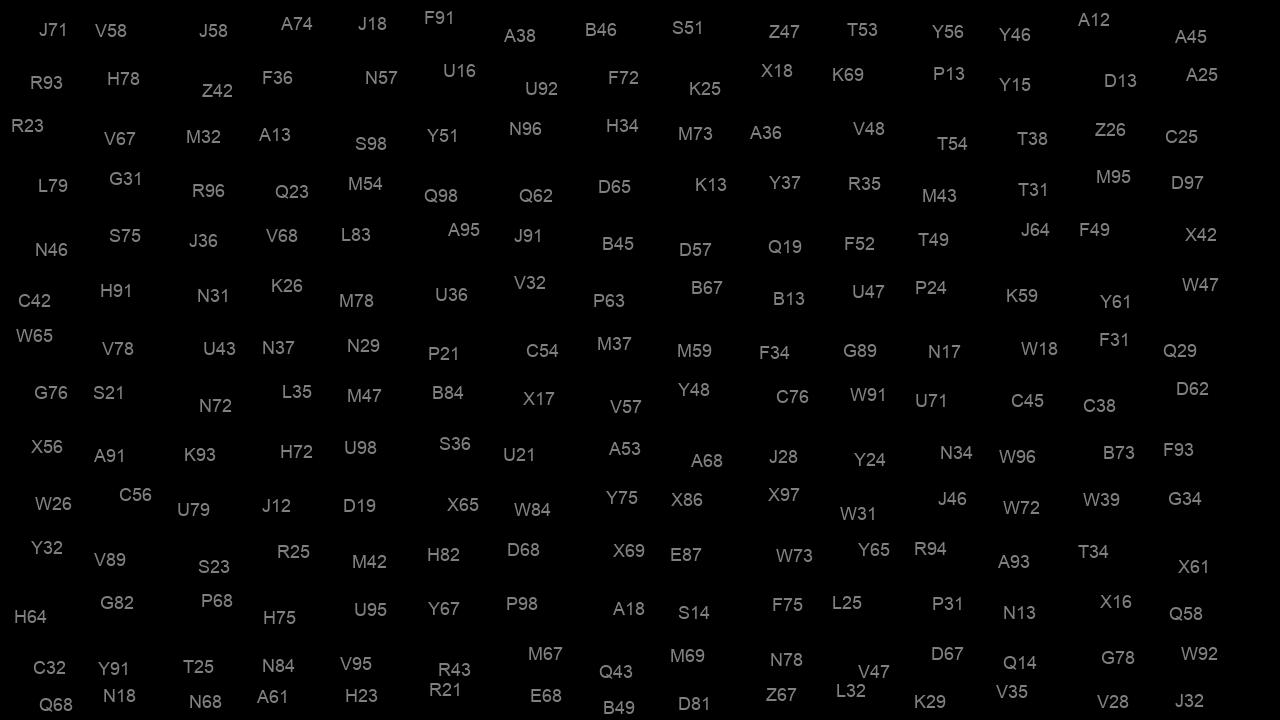 J71 V58 J58 A74 J18 F91 A38 B46 S51 Z47 T53 Y56 Y46 A12 A45
R93 H78 Z42 F36 N57 U16 U92 F72 K25 X18 K69 P13 Y15 D13 A25
R23 V67 M32 A13 S98 Y51 N96 H34 M73 A36 V48 T54 T38 Z26 C25
L79 G31 R96 Q23 M54 Q98 Q62 D65 K13 Y37 R35 M43 T31 M95 D97
N46 S75 J36 V68 L83 A95 J91 B45 D57 Q19 F52 T49 J64 F49 X42
C42 H91 N31 K26 M78 U36 V32 P63 B67 B13 U47 P24 K59 Y61 W47
W65 V78 U43 N37 N29 P21 C54 M37 M59 F34 G89 N17 W18 F31 Q29
G76 S21 N72 L35 M47 B84 X17 V57 Y48 C76 W91 U71 C45 C38 D62
X56 A91 K93 H72 U98 S36 U21 A53 A68 J28 Y24 N34 W96 B73 F93
W26 C56 U79 J12 D19 X65 W84 Y75 X86 X97 W31 J46 W72 W39 G34
Y32 V89 S23 R25 M42 H82 D68 X69 E87 W73 Y65 R94 A93 T34 X61
H64 G82 P68 H75 U95 Y67 P98 A18 S14 F75 L25 P31 N13 X16 Q58
C32 Y91 T25 N84 V95 R43 M67 Q43 M69 N78 V47 D67 Q14 G78 W92
Q68 N18 N68 A61 H23 R21 E68 B49 D81 Z67 L32 K29 V35 V28 J32